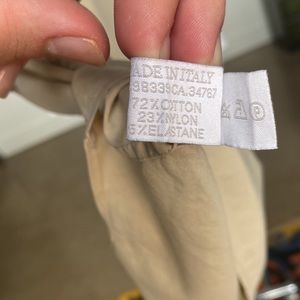 ADE IN ITALY
38339CA.34767
72%COTTON
23%NYLON
5%ELASTANE